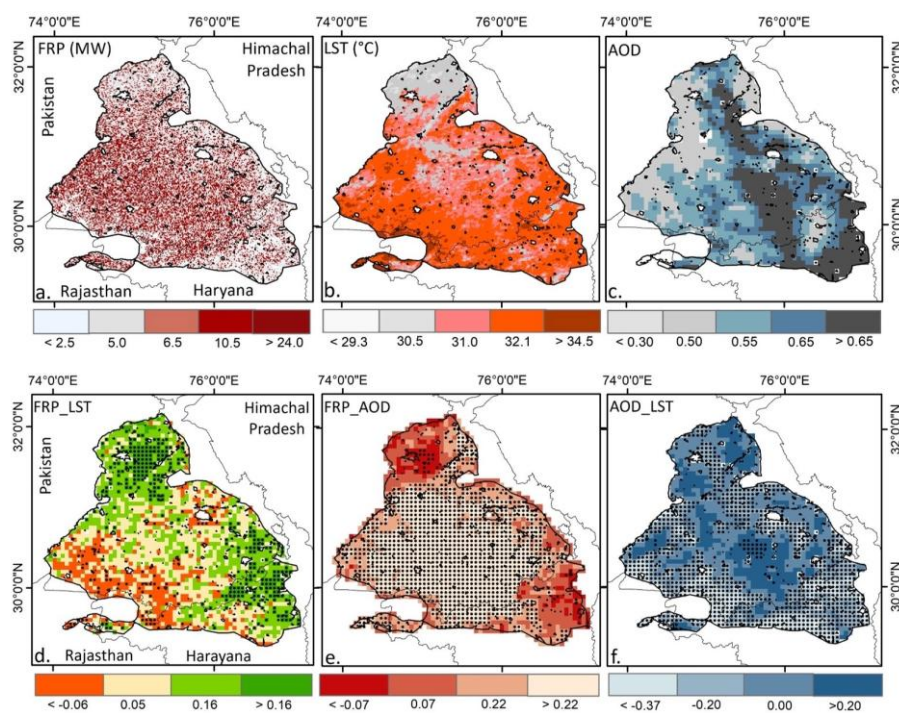 74°0'0"E 76°0'0"E 74°0'0"E 76°0'0"E 74°0'0"E 76°0'0"E
FRP (MW) Himachal Pradesh LST (°C) AOD
32°0'0"N 32°0'0"N
Pakistan
30°0'0"N 30°0'0"N
a. Rajasthan Haryana b. c.
< 2.5 5.0 6.5 10.5 > 24.0 < 29.3 30.5 31.0 32.1 > 34.5 < 0.30 0.50 0.55 0.65 > 0.65
74°0'0"E 76°0'0"E 74°0'0"E 76°0'0"E 74°0'0"E 76°0'0"E
FRP_LST Himachal Pradesh FRP_AOD AOD_LST
32°0'0"N 32°0'0"N
Pakistan
30°0'0"N 30°0'0"N
d. Rajasthan Harayana e. f.
< -0.06 0.05 0.16 > 0.16 < -0.07 0.07 0.22 > 0.22 < -0.37 -0.20 0.00 >0.20